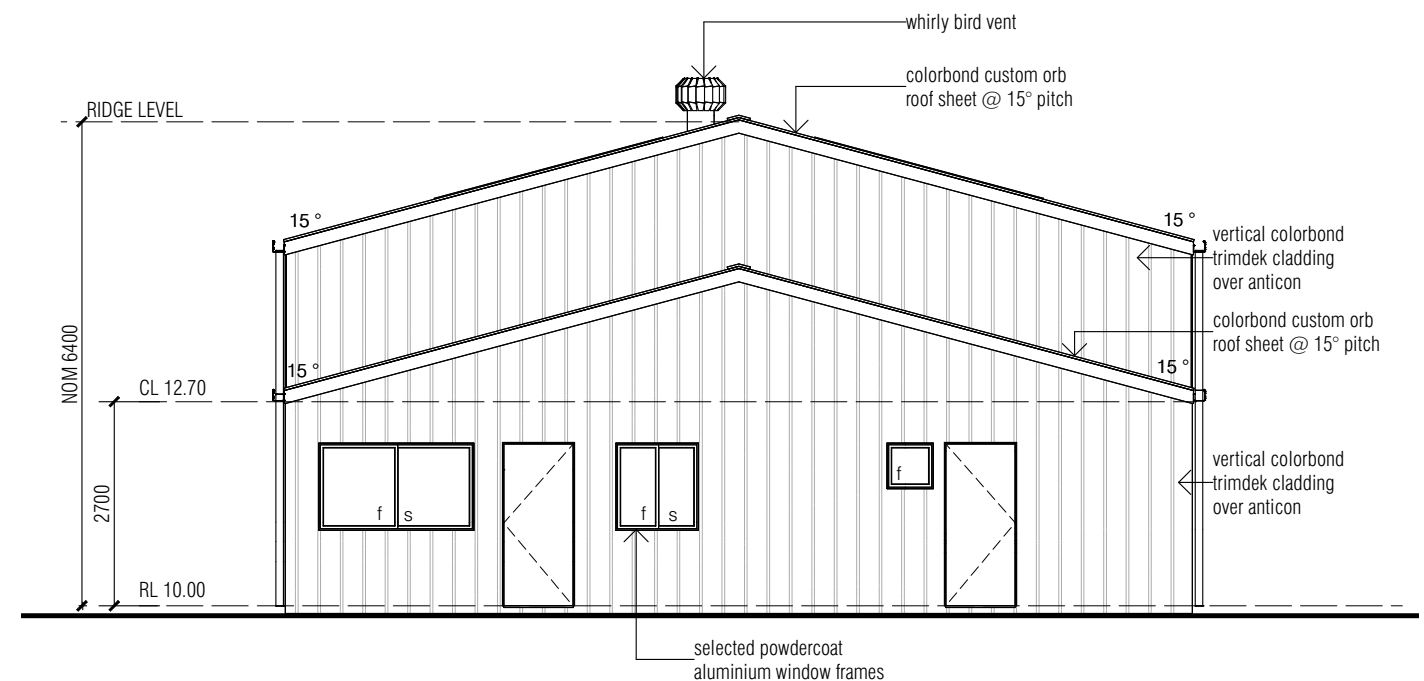 whirly bird vent
colorbond custom orb
roof sheet @ 15° pitch
RIDGE LEVEL
15 °
15 °
vertical colorbond
trimdek cladding
over anticon
colorbond custom orb
roof sheet @ 15° pitch
NOM 6400
15 °
15 °
CL 12.70
2700
f s
f s
f
vertical colorbond
trimdek cladding
over anticon
RL 10.00
selected powdercoat
aluminium window frames